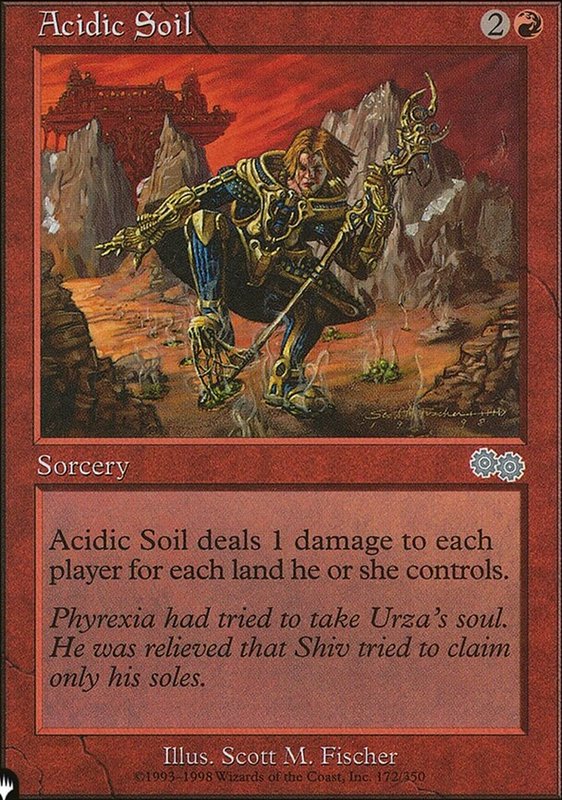 Acidic Soil 2
Sorcery
Acidic Soil deals 1 damage to each
player for each land he or she controls.
Phyrexia had tried to take Urza's soul.
He was relieved that Shiv tried to claim
only his soles.
Illus. Scott M. Fischer
©1993–1998 Wizards of the Coast, Inc. 172/350